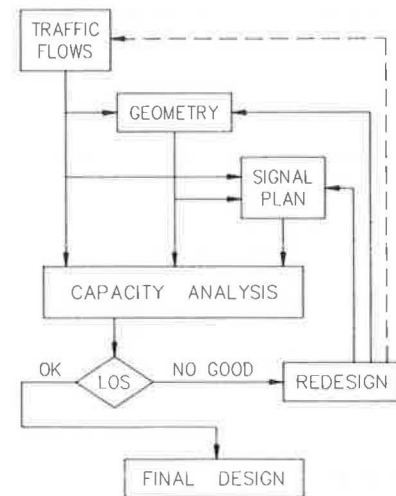 TRAFFIC
FLOWS
GEOMETRY
SIGNAL
PLAN
CAPACITY ANALYSIS
OK
LOS
NO GOOD
REDESIGN
FINAL DESIGN